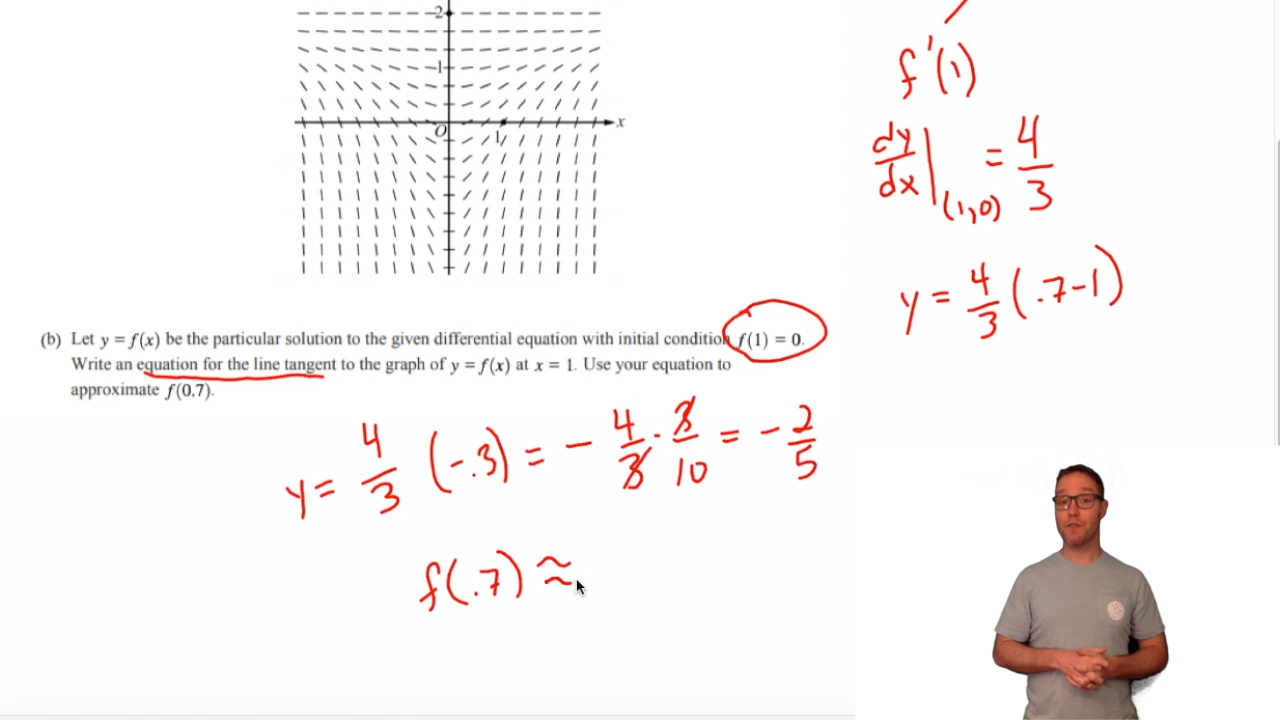 2
1
O
1
x
f'(1)
dy/dx|(1,0) = 4/3
y = 4/3 (.7-1)
(b) Let y = f(x) be the particular solution to the given differential equation with initial condition f(1) = 0.
Write an equation for the line tangent to the graph of y = f(x) at x = 1. Use your equation to
approximate f(0.7).
y = 4/3 (-.3) = - 4/3 · 3/10 = - 2/5
f(.7) ≈